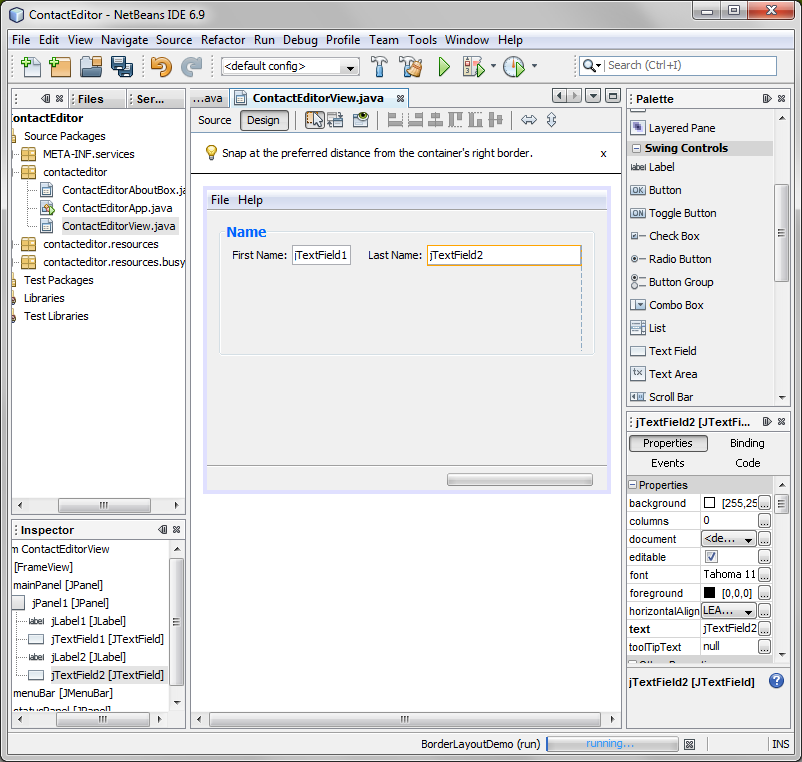 ContactEditor - NetBeans IDE 6.9
File Edit View Navigate Source Refactor Run Debug Profile Team Tools Window Help
<default config>
Search (Ctrl+I)
Files
Ser...
...ava
ContactEditorView.java
ontactEditor
Source Packages
META-INF.services
contacteditor
ContactEditorAboutBox.ja
ContactEditorApp.java
ContactEditorView.java
contacteditor.resources
contacteditor.resources.busy
Test Packages
Libraries
Test Libraries
Inspector
m ContactEditorView
[FrameView]
mainPanel [JPanel]
jPanel1 [JPanel]
label jLabel1 [JLabel]
jTextField1 [JTextField]
label jLabel2 [JLabel]
jTextField2 [JTextField]
menuBar [JMenuBar]
statusPanel [JPanel]
Source Design
Snap at the preferred distance from the container's right border.
x
File Help
Name
First Name: jTextField1 Last Name: jTextField2
Palette
Layered Pane
Swing Controls
label Label
OK Button
ON Toggle Button
Check Box
Radio Button
Button Group
Combo Box
List
Text Field
Text Area
Scroll Bar
jTextField2 [JTextFi...
Properties Binding
Events Code
Properties
background [255,25 ...
columns 0 ...
document <de... ...
editable ...
font Tahoma 11 ...
foreground [0,0,0] ...
horizontalAlign LEA... ...
text jTextField2 ...
toolTipText null ...
jTextField2 [JTextField]
?
BorderLayoutDemo (run) running... INS